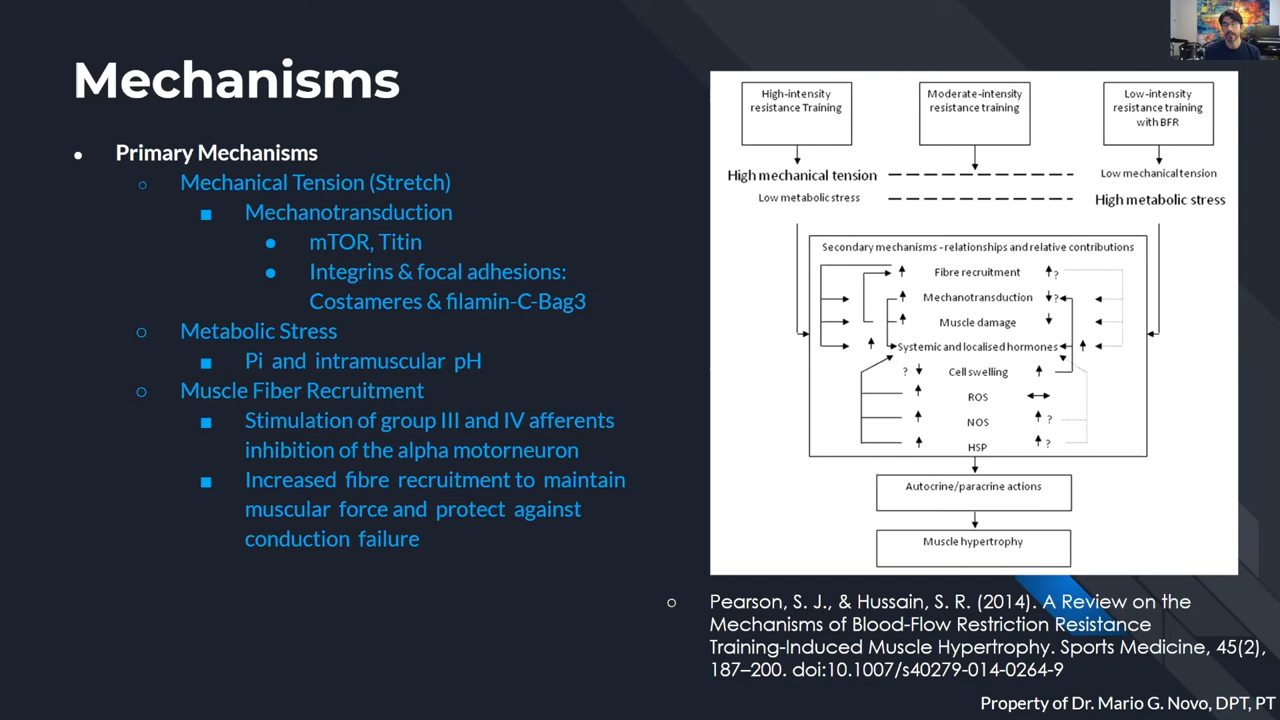 Mechanisms
● Primary Mechanisms
○ Mechanical Tension (Stretch)
■ Mechanotransduction
● mTOR, Titin
● Integrins & focal adhesions:
Costameres & filamin-C-Bag3
○ Metabolic Stress
■ Pi and intramuscular pH
○ Muscle Fiber Recruitment
■ Stimulation of group III and IV afferents
inhibition of the alpha motorneuron
■ Increased fibre recruitment to maintain
muscular force and protect against
conduction failure
High-intensity
resistance Training
Moderate-intensity
resistance training
Low-intensity
resistance training
with BFR
High mechanical tension
Low mechanical tension
Low metabolic stress
High metabolic stress
Secondary mechanisms - relationships and relative contributions
Fibre recruitment ?
Mechanotransduction ?
Muscle damage
Systemic and localised hormones
? Cell swelling
ROS
NOS ?
HSP ?
Autocrine/paracrine actions
Muscle hypertrophy
○ Pearson, S. J., & Hussain, S. R. (2014). A Review on the
Mechanisms of Blood-Flow Restriction Resistance
Training-Induced Muscle Hypertrophy. Sports Medicine, 45(2),
187–200. doi:10.1007/s40279-014-0264-9
Property of Dr. Mario G. Novo, DPT, PT